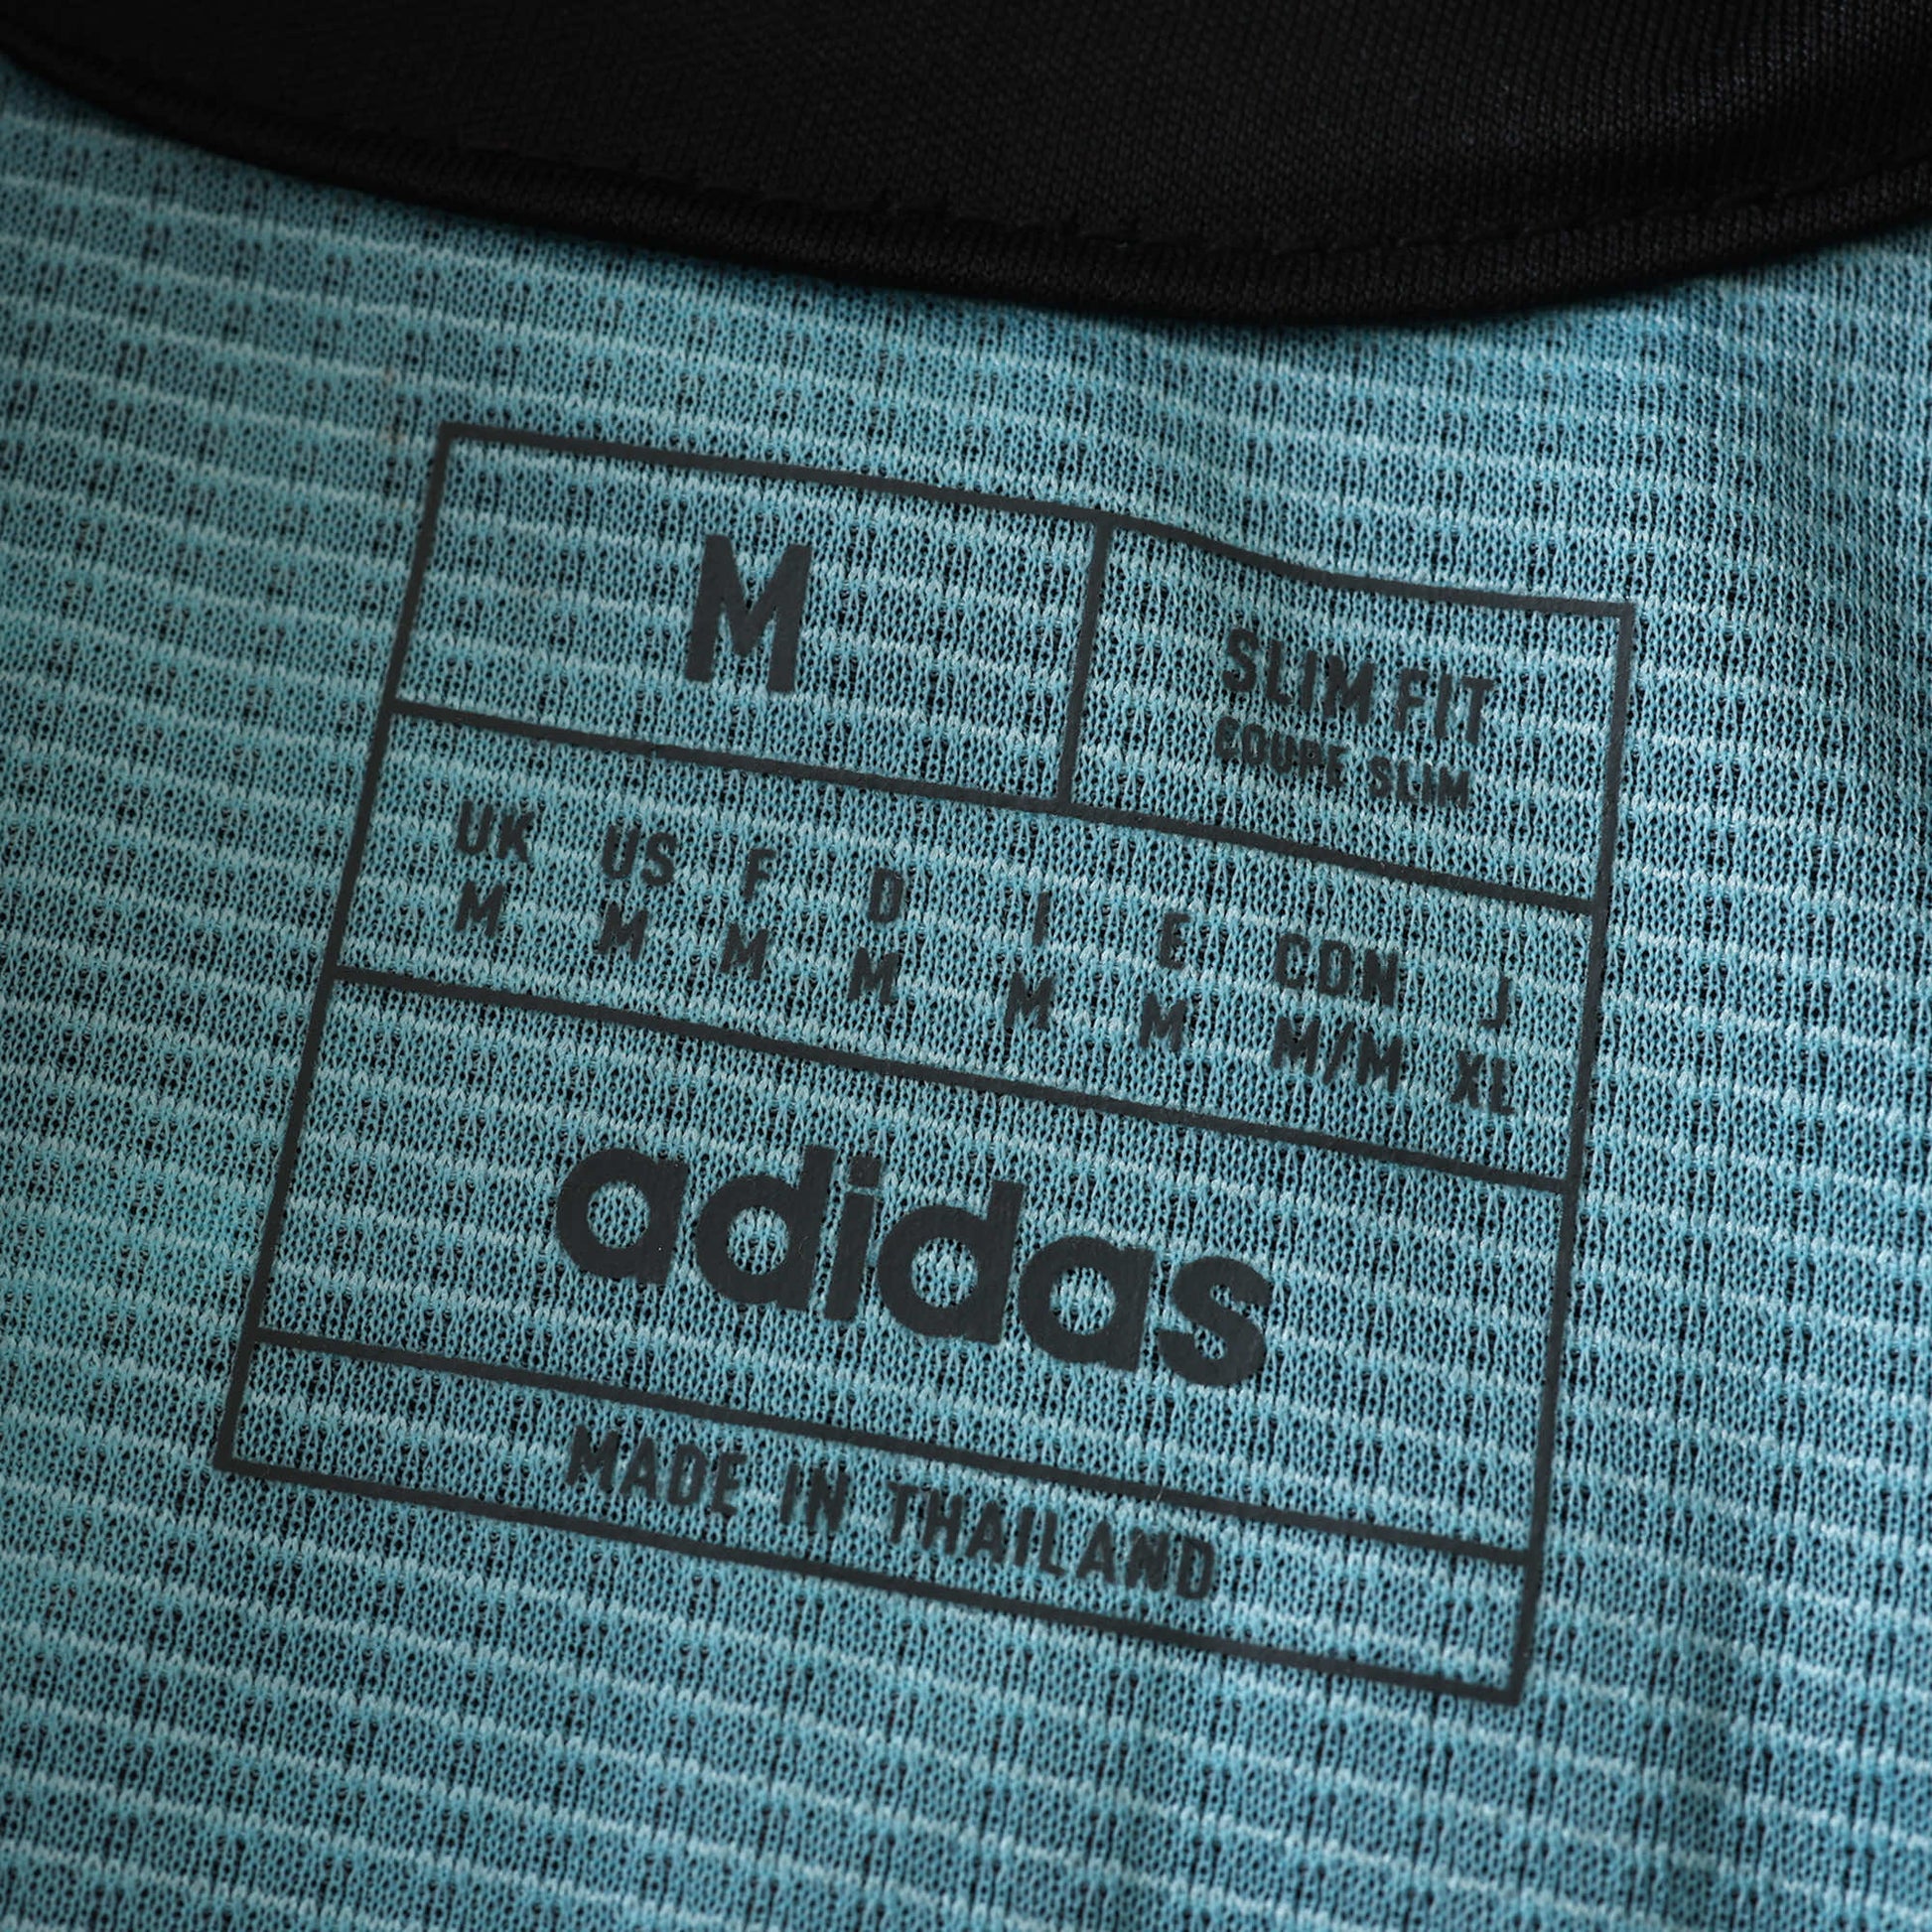 M
SLIM FIT
COUPE SLIM
UK US F D I E CDN J
M M M M M M M/M XL
adidas
MADE IN THAILAND